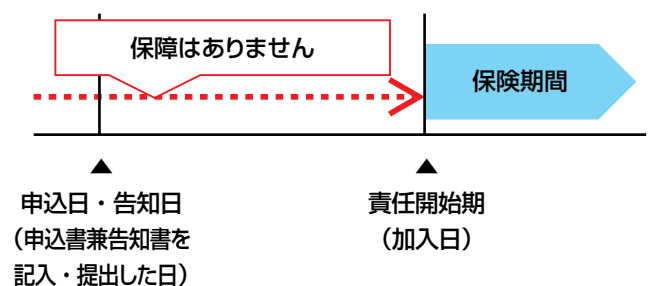 保障はありません
保険期間
▲
申込日・告知日
（申込書兼告知書を
記入・提出した日）
▲
責任開始期
（加入日）